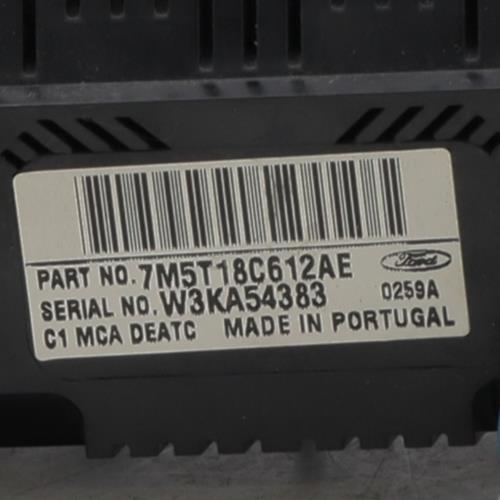 PART NO. 7M5T18C612AE Ford
SERIAL NO. W3KA54383 0259A
C1 MCA DEATC MADE IN PORTUGAL